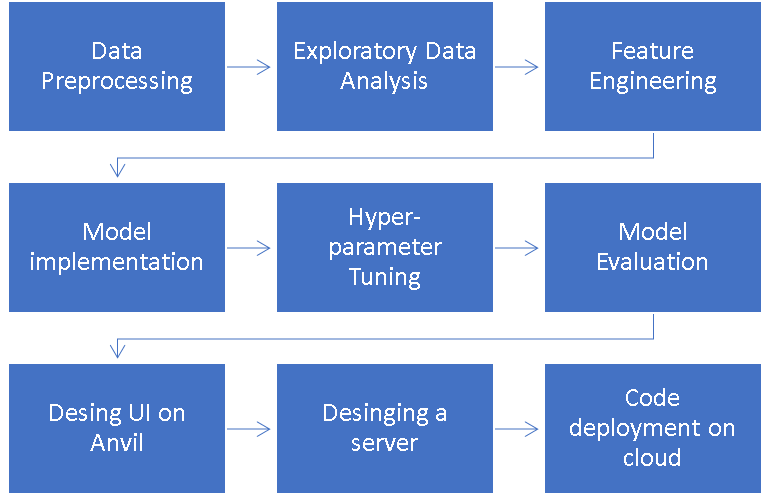 Data
Preprocessing
Exploratory Data
Analysis
Feature
Engineering
Model
implementation
Hyper-
parameter
Tuning
Model
Evaluation
Desing UI on
Anvil
Desinging a
server
Code
deployment on
cloud